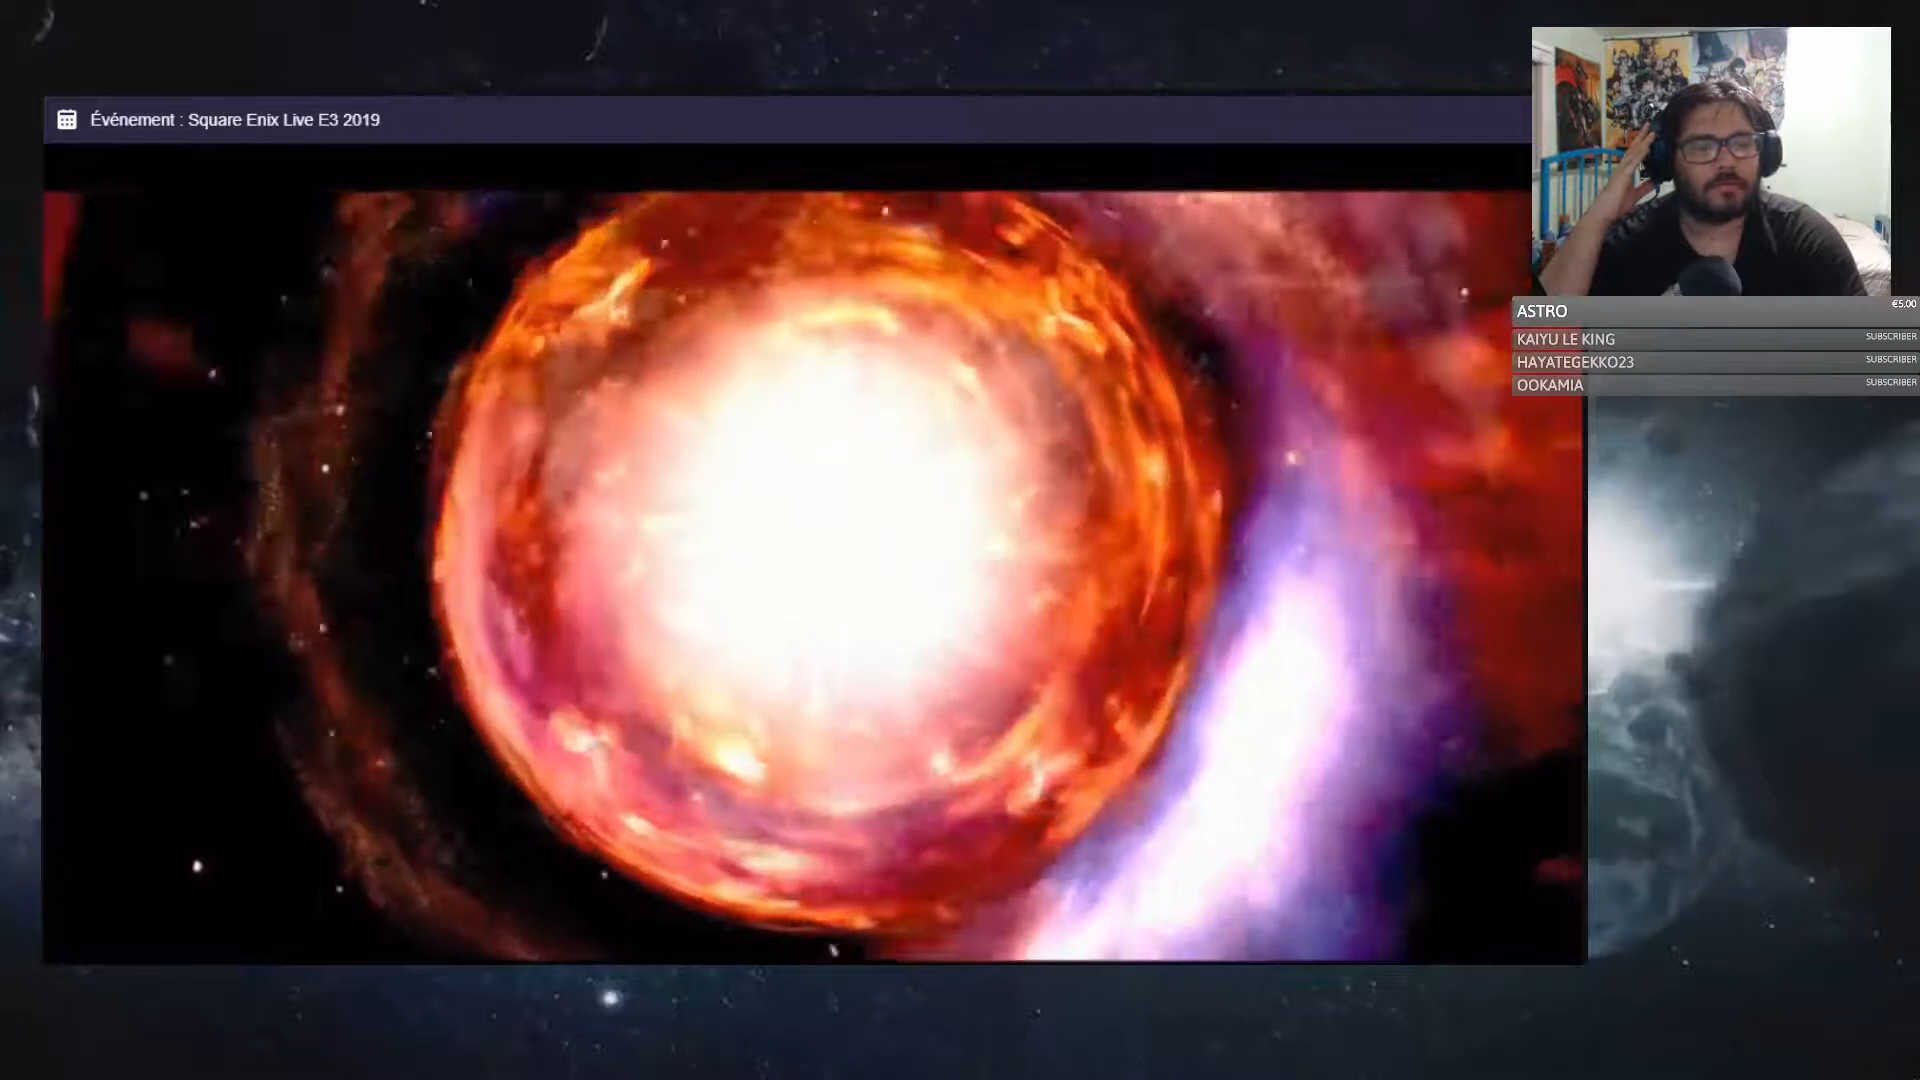 Événement : Square Enix Live E3 2019
ASTRO €5.00
KAIYU LE KING SUBSCRIBER
HAYATEGEKKO23 SUBSCRIBER
OOKAMIA SUBSCRIBER